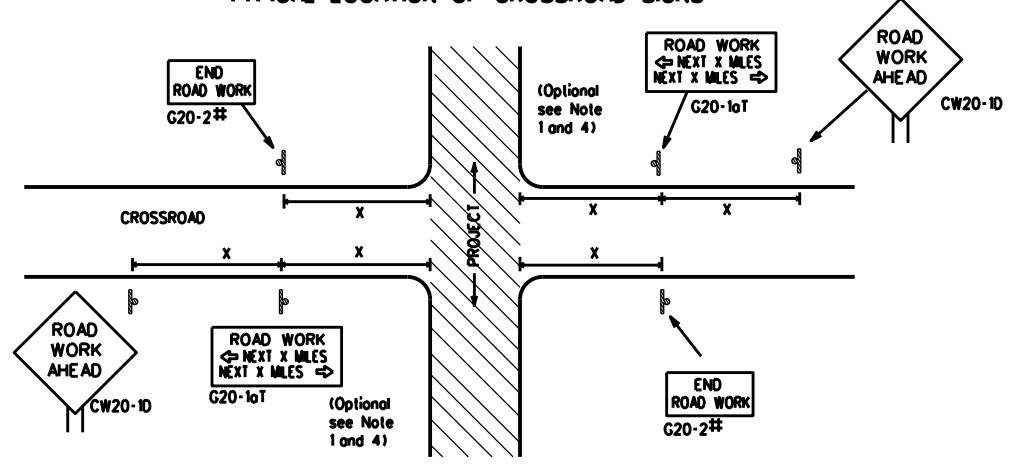 TYPICAL LOCATION OF CROSSROAD SIGNS
END
ROAD WORK
G20-2#
(Optional
see Note
1 and 4)
ROAD WORK
⇦ NEXT X MILES
NEXT X MILES ⇨
G20-1aT
ROAD
WORK
AHEAD
CW20-1D
CROSSROAD
X
X
X
PROJECT
X
X
X
ROAD
WORK
AHEAD
CW20-1D
ROAD WORK
⇦ NEXT X MILES
NEXT X MILES ⇨
G20-1aT
(Optional
see Note
1 and 4)
END
ROAD WORK
G20-2#